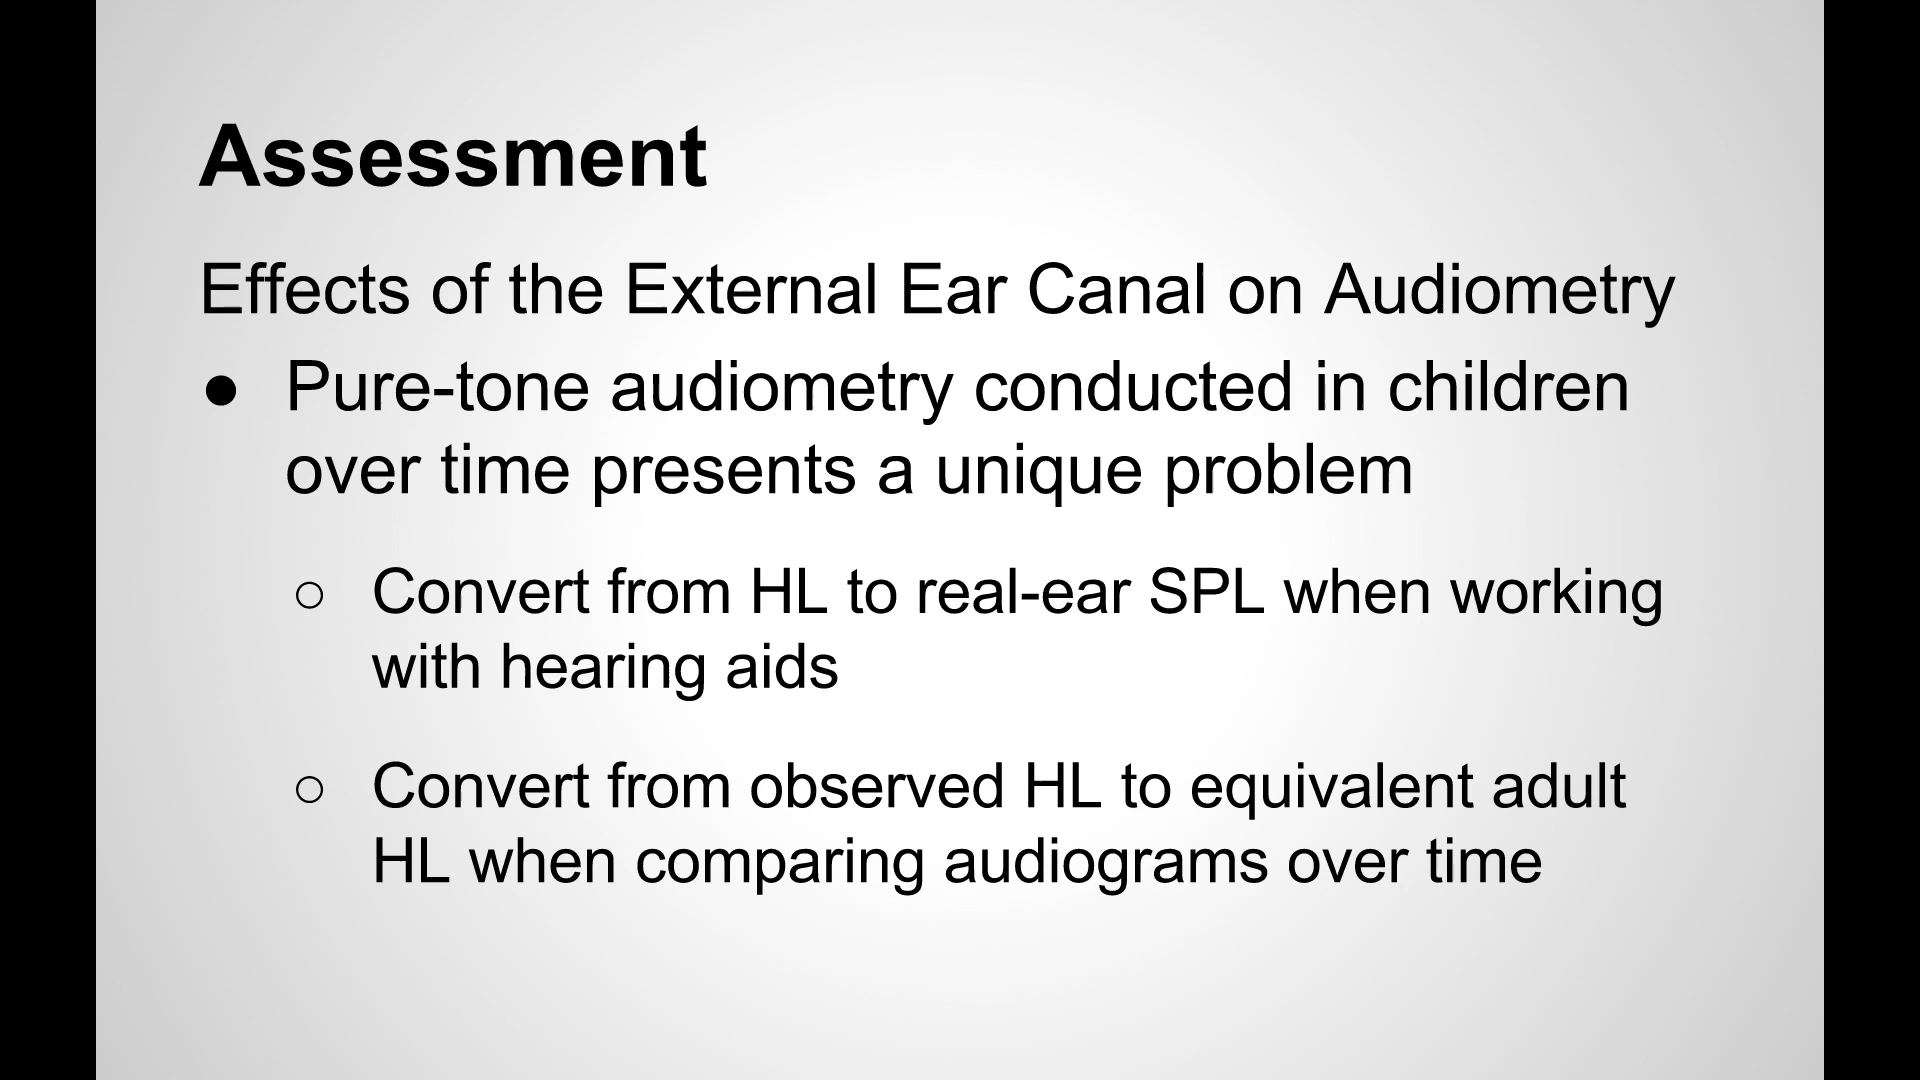 Assessment
Effects of the External Ear Canal on Audiometry
● Pure-tone audiometry conducted in children
over time presents a unique problem
○ Convert from HL to real-ear SPL when working
with hearing aids
○ Convert from observed HL to equivalent adult
HL when comparing audiograms over time